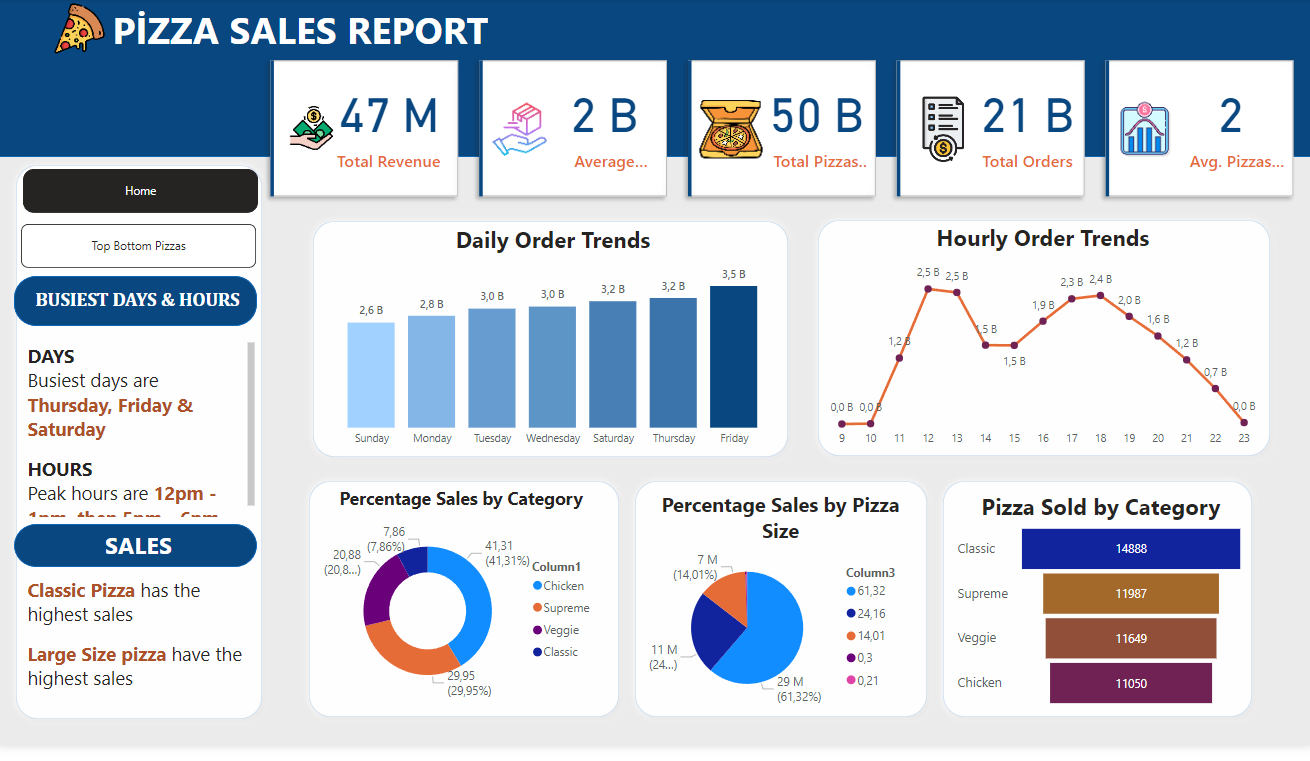 PİZZA SALES REPORT
47 M
Total Revenue
2 B
Average...
50 B
Total Pizzas..
21 B
Total Orders
2
Avg. Pizzas...
Home
Top Bottom Pizzas
BUSIEST DAYS & HOURS
DAYS
Busiest days are
Thursday, Friday &
Saturday
HOURS
Peak hours are 12pm -
1pm, then 5pm - 6pm
SALES
Classic Pizza has the
highest sales
Large Size pizza have the
highest sales
Daily Order Trends
2,6 B
2,8 B
3,0 B
3,0 B
3,2 B
3,2 B
3,5 B
Sunday
Monday
Tuesday
Wednesday
Saturday
Thursday
Friday
Hourly Order Trends
0,0 B
0,0 B
1,2 B
2,5 B
2,5 B
1,5 B
1,5 B
1,9 B
2,3 B
2,4 B
2,0 B
1,6 B
1,2 B
0,7 B
0,0 B
9 10 11 12 13 14 15 16 17 18 19 20 21 22 23
Percentage Sales by Category
7,86
(7,86%)
20,88
(20,8...)
41,31
(41,31%)
29,95
(29,95%)
Column1
Chicken
Supreme
Veggie
Classic
Percentage Sales by Pizza
Size
7 M
(14,01%)
11 M
(24...)
29 M
(61,32%)
Column3
61,32
24,16
14,01
0,3
0,21
Pizza Sold by Category
Classic
14888
Supreme
11987
Veggie
11649
Chicken
11050